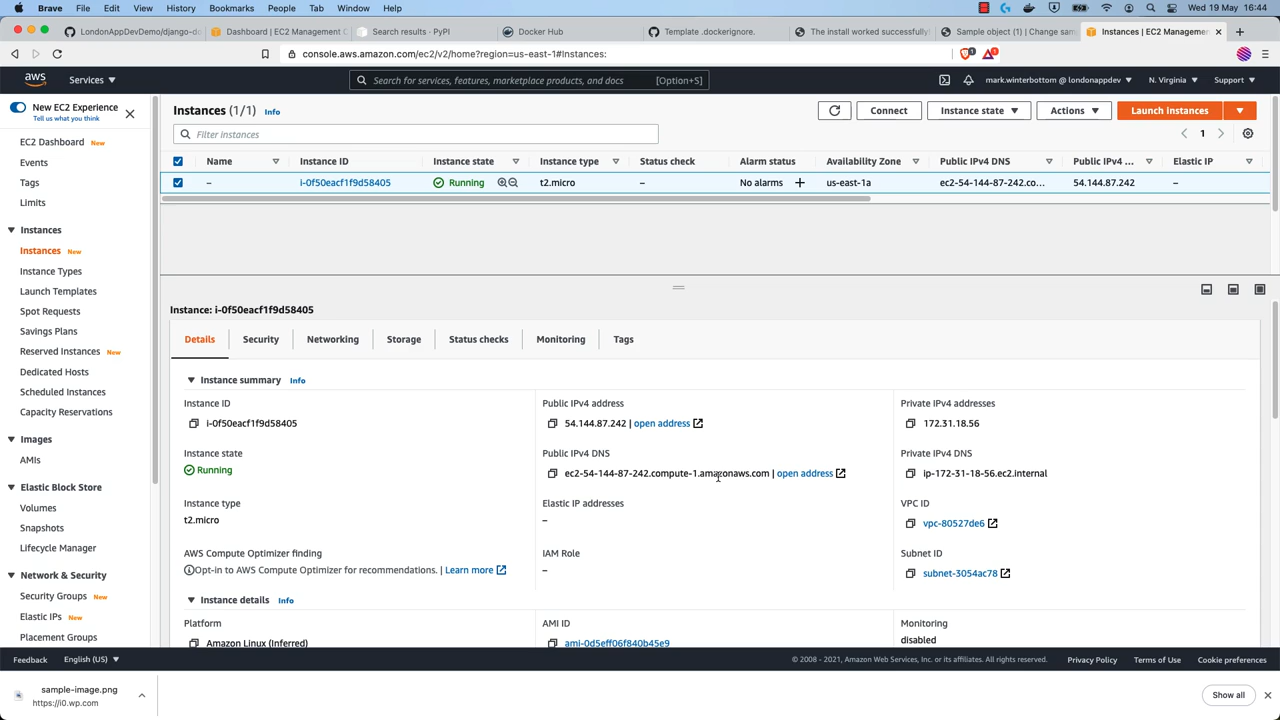 Brave File Edit View History Bookmarks People Tab Window Help Wed 19 May 16:44
LondonAppDevDemo/django-do Dashboard | EC2 Management C Search results · PyPI Docker Hub Template .dockerignore. The install worked successfully! Sample object (1) | Change sam Instances | EC2 Managemen
console.aws.amazon.com/ec2/v2/home?region=us-east-1#Instances: 1 1
aws Services Search for services, features, marketplace products, and docs [Option+S] mark.winterbottom @ londonappdev N. Virginia Support
New EC2 Experience
Tell us what you think
EC2 Dashboard New
Events
Tags
Limits
Instances
Instances New
Instance Types
Launch Templates
Spot Requests
Savings Plans
Reserved Instances New
Dedicated Hosts
Scheduled Instances
Capacity Reservations
Images
AMIs
Elastic Block Store
Volumes
Snapshots
Lifecycle Manager
Network & Security
Security Groups New
Elastic IPs New
Placement Groups
Instances (1/1) Info Connect Instance state Actions Launch instances
Filter instances 1
Name Instance ID Instance state Instance type Status check Alarm status Availability Zone Public IPv4 DNS Public IPv4 ... Elastic IP
– i-0f50eacf1f9d58405 Running t2.micro – No alarms + us-east-1a ec2-54-144-87-242.co... 54.144.87.242 –
Instance: i-0f50eacf1f9d58405
Details Security Networking Storage Status checks Monitoring Tags
Instance summary Info
Instance ID Public IPv4 address Private IPv4 addresses
i-0f50eacf1f9d58405 54.144.87.242 | open address 172.31.18.56
Instance state Public IPv4 DNS Private IPv4 DNS
Running ec2-54-144-87-242.compute-1.amazonaws.com | open address ip-172-31-18-56.ec2.internal
Instance type Elastic IP addresses VPC ID
t2.micro – vpc-80527de6
AWS Compute Optimizer finding IAM Role Subnet ID
Opt-in to AWS Compute Optimizer for recommendations. | Learn more – subnet-3054ac78
Instance details Info
Platform AMI ID Monitoring
Amazon Linux (Inferred) ami-0d5eff06f840b45e9 disabled
Feedback English (US) © 2008 - 2021, Amazon Web Services, Inc. or its affiliates. All rights reserved. Privacy Policy Terms of Use Cookie preferences
sample-image.png
https://i0.wp.com
Show all